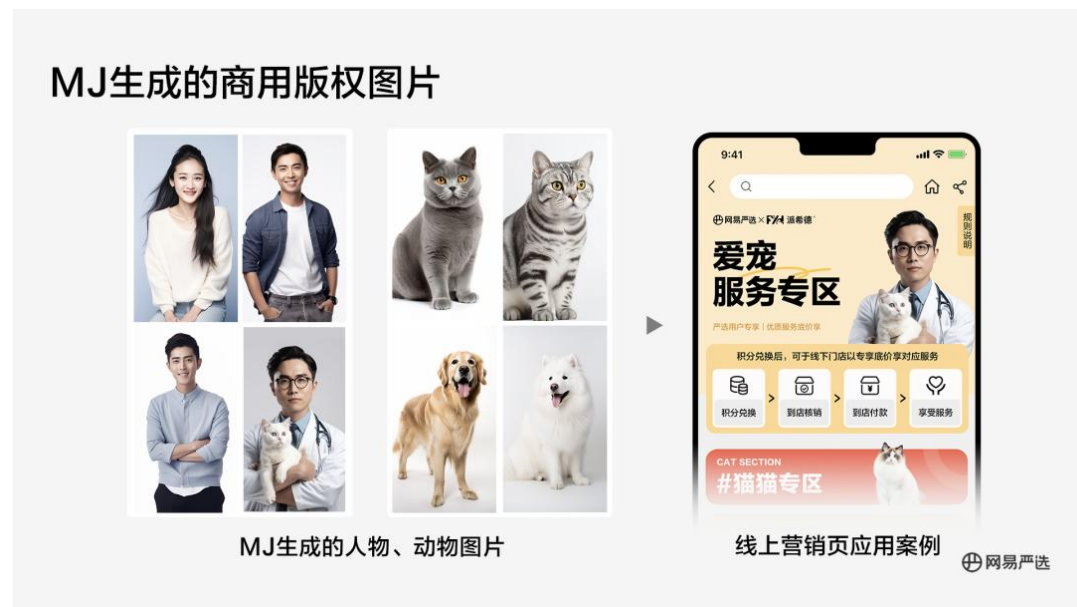 MJ生成的商用版权图片
9:41
网易严选×FXH 派希德
规则说明
爱宠
服务专区
严选用户专享｜优质服务底价享
积分兑换后，可于线下门店以专享底价享对应服务
积分兑换
到店核销
到店付款
享受服务
CAT SECTION
#猫猫专区
MJ生成的人物、动物图片
线上营销页应用案例
网易严选